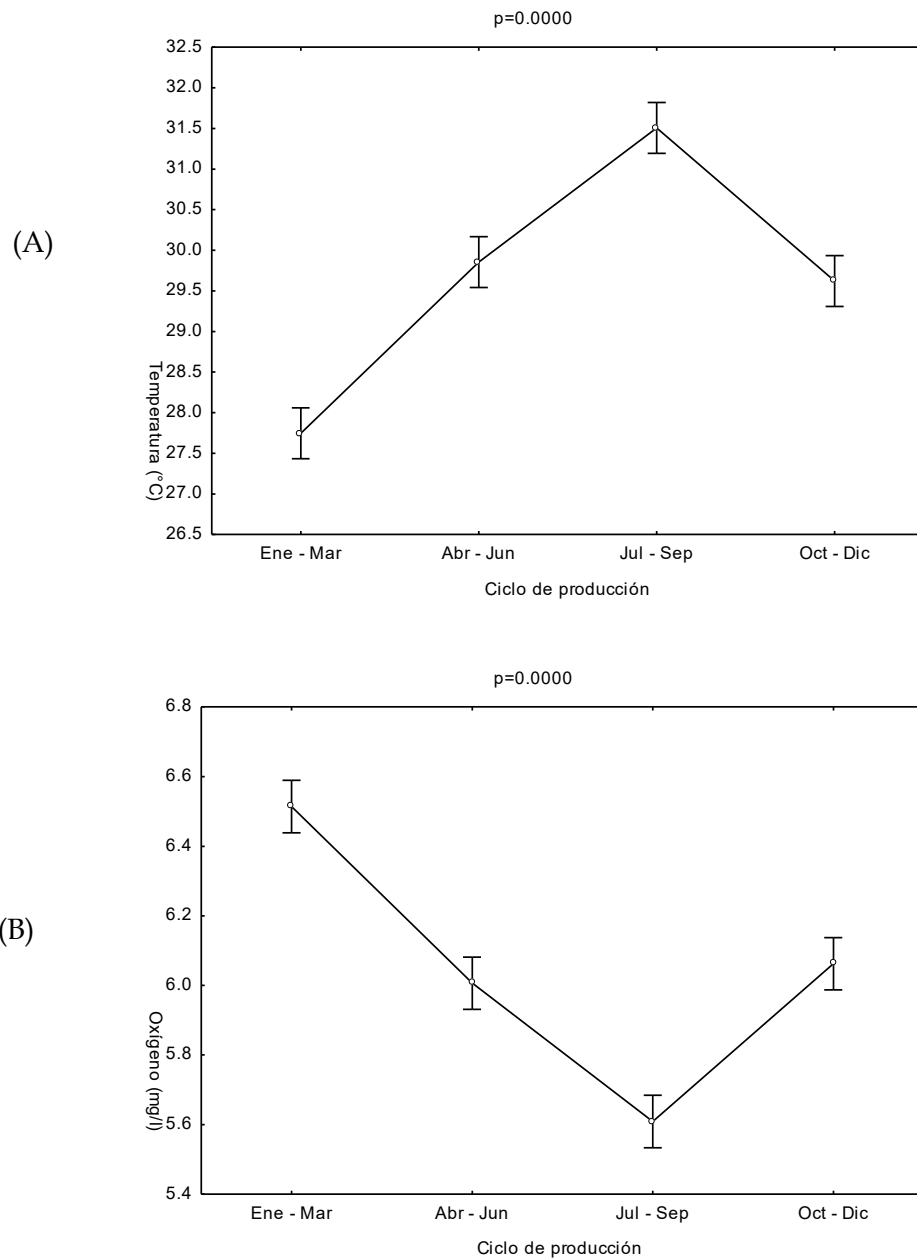 p=0.0000
32.5
32.0
31.5
31.0
30.5
30.0
29.5
29.0
28.5
28.0
27.5
27.0
26.5
Temperatura (°C)
(A)
Ene - Mar
Abr - Jun
Jul - Sep
Oct - Dic
Ciclo de producción
p=0.0000
6.8
6.6
6.4
6.2
6.0
5.8
5.6
5.4
Oxígeno (mg/l)
(B)
Ene - Mar
Abr - Jun
Jul - Sep
Oct - Dic
Ciclo de producción